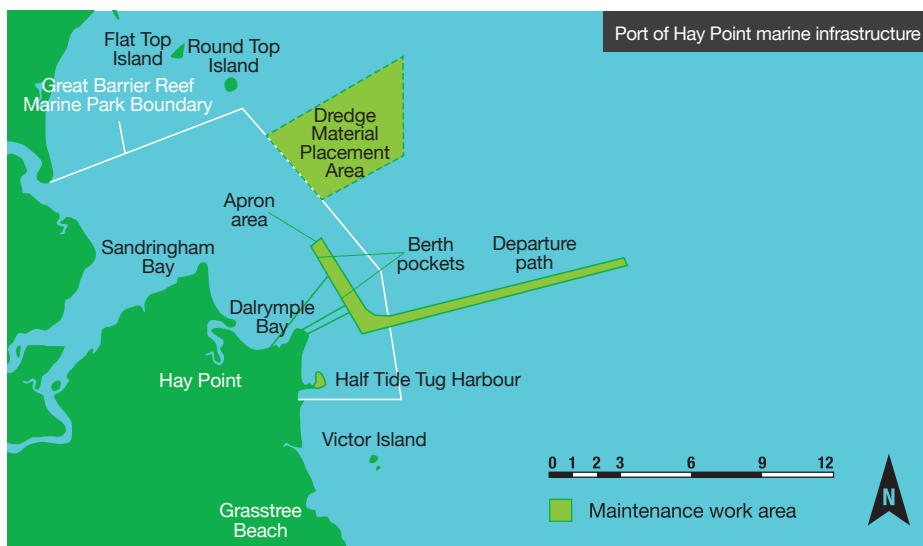 Port of Hay Point marine infrastructure
Flat Top
Island
Round Top
Island
Great Barrier Reef
Marine Park Boundary
Dredge
Material
Placement
Area
Apron
area
Sandringham
Bay
Berth
pockets
Departure
path
Dalrymple
Bay
Hay Point
Half Tide Tug Harbour
Victor Island
0 1 2 3 6 9 12
Maintenance work area
N
Grasstree
Beach